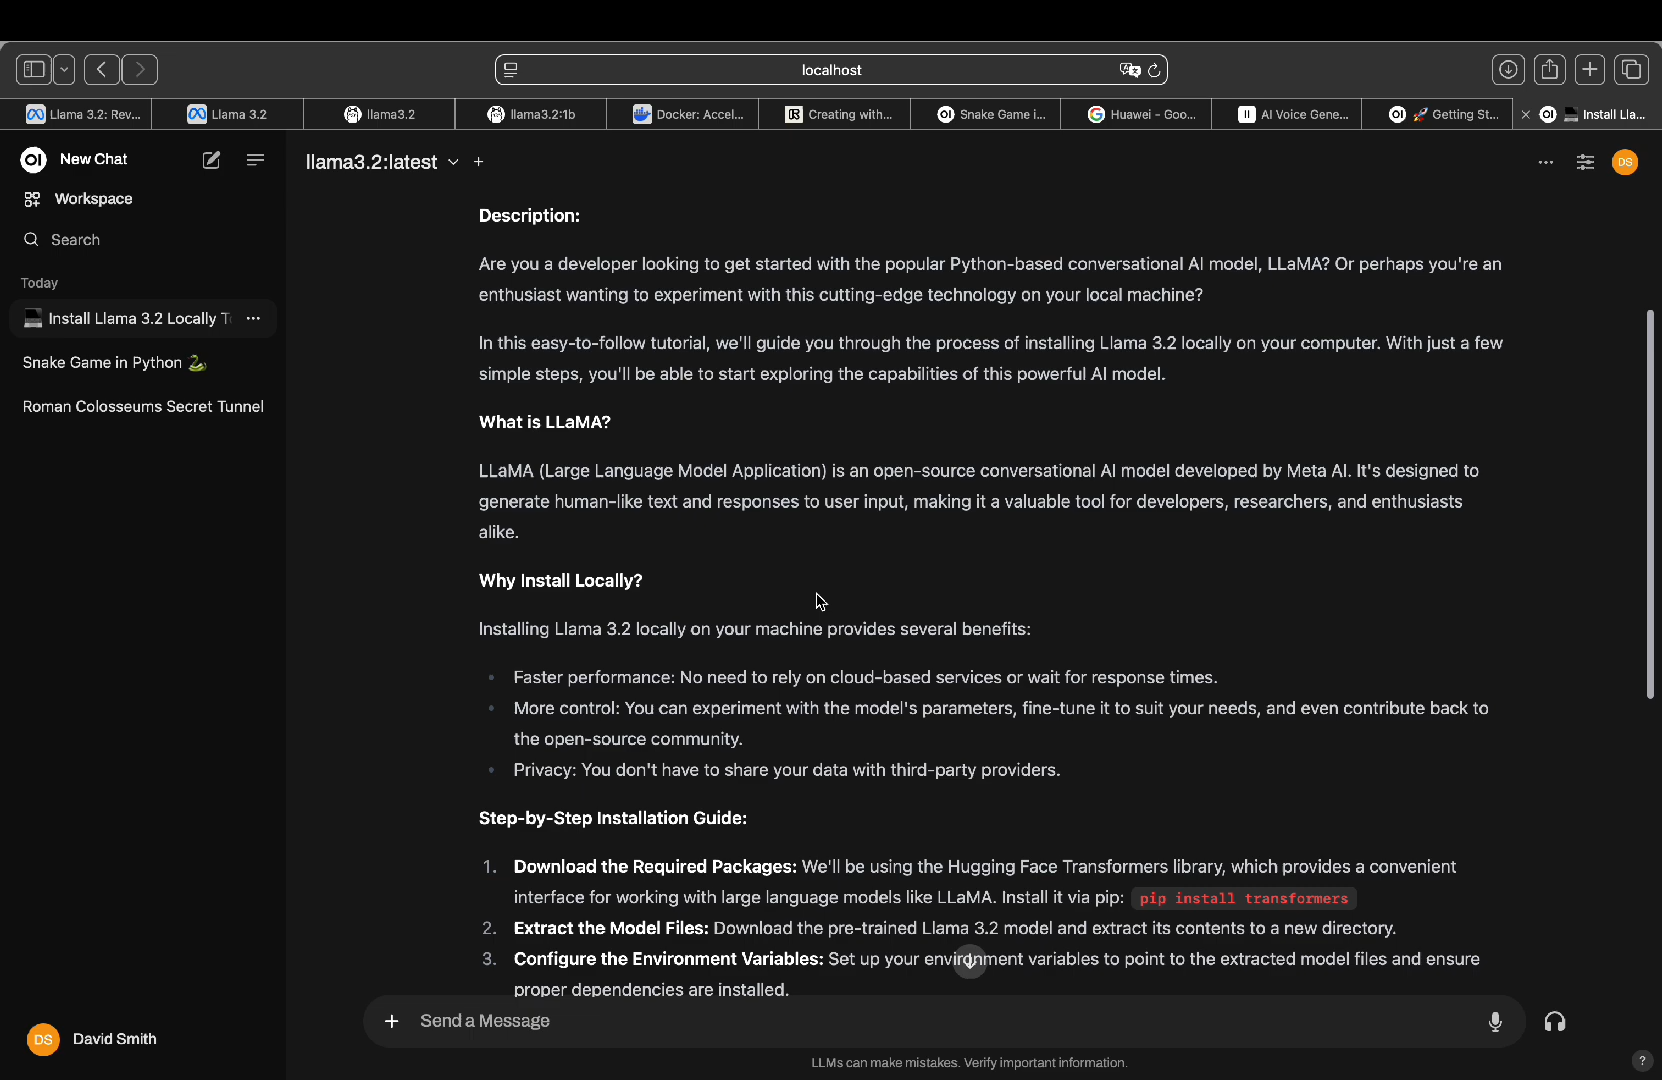 localhost
Llama 3.2: Rev...
Llama 3.2
llama3.2
llama3.2:1b
Docker: Accel...
Creating with...
Snake Game i...
Huawei - Goo...
AI Voice Gene...
🚀 Getting St...
Install Lla...
New Chat
Workspace
Search
Today
Install Llama 3.2 Locally T
Snake Game in Python 🐍
Roman Colosseums Secret Tunnel
llama3.2:latest
DS
Description:
Are you a developer looking to get started with the popular Python-based conversational AI model, LLaMA? Or perhaps you're an
enthusiast wanting to experiment with this cutting-edge technology on your local machine?
In this easy-to-follow tutorial, we'll guide you through the process of installing Llama 3.2 locally on your computer. With just a few
simple steps, you'll be able to start exploring the capabilities of this powerful AI model.
What is LLaMA?
LLaMA (Large Language Model Application) is an open-source conversational AI model developed by Meta AI. It's designed to
generate human-like text and responses to user input, making it a valuable tool for developers, researchers, and enthusiasts
alike.
Why Install Locally?
Installing Llama 3.2 locally on your machine provides several benefits:
• Faster performance: No need to rely on cloud-based services or wait for response times.
• More control: You can experiment with the model's parameters, fine-tune it to suit your needs, and even contribute back to
the open-source community.
• Privacy: You don't have to share your data with third-party providers.
Step-by-Step Installation Guide:
1. Download the Required Packages: We'll be using the Hugging Face Transformers library, which provides a convenient
interface for working with large language models like LLaMA. Install it via pip: pip install transformers
2. Extract the Model Files: Download the pre-trained Llama 3.2 model and extract its contents to a new directory.
3. Configure the Environment Variables: Set up your environment variables to point to the extracted model files and ensure
proper dependencies are installed.
Send a Message
LLMs can make mistakes. Verify important information.
?
DS
David Smith